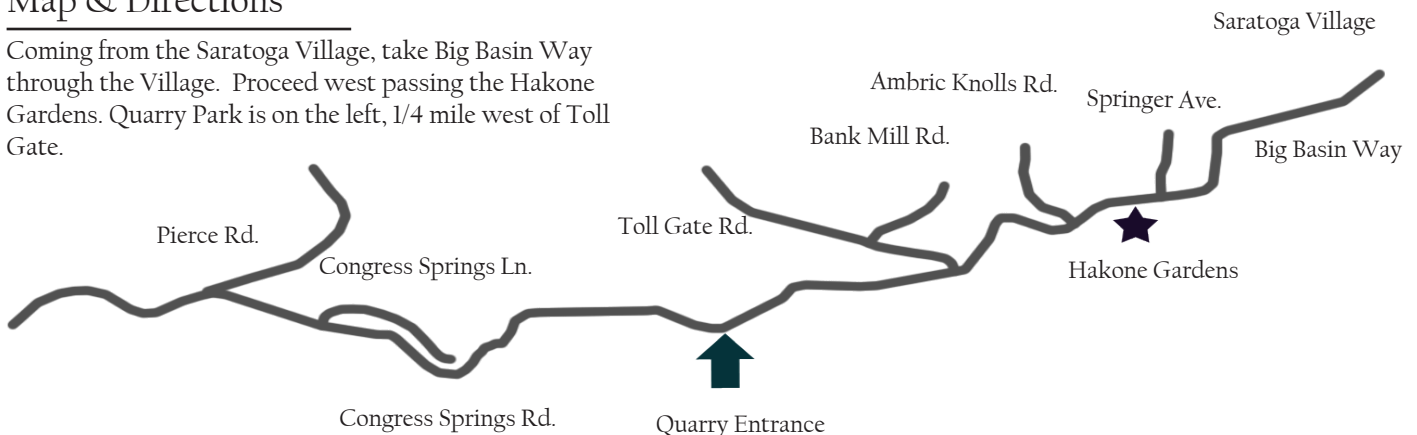 Map & Directions
Coming from the Saratoga Village, take Big Basin Way
through the Village. Proceed west passing the Hakone
Gardens. Quarry Park is on the left, 1/4 mile west of Toll
Gate.
Saratoga Village
Ambric Knolls Rd.
Springer Ave.
Bank Mill Rd.
Big Basin Way
Toll Gate Rd.
Pierce Rd.
Congress Springs Ln.
Hakone Gardens
Congress Springs Rd.
Quarry Entrance